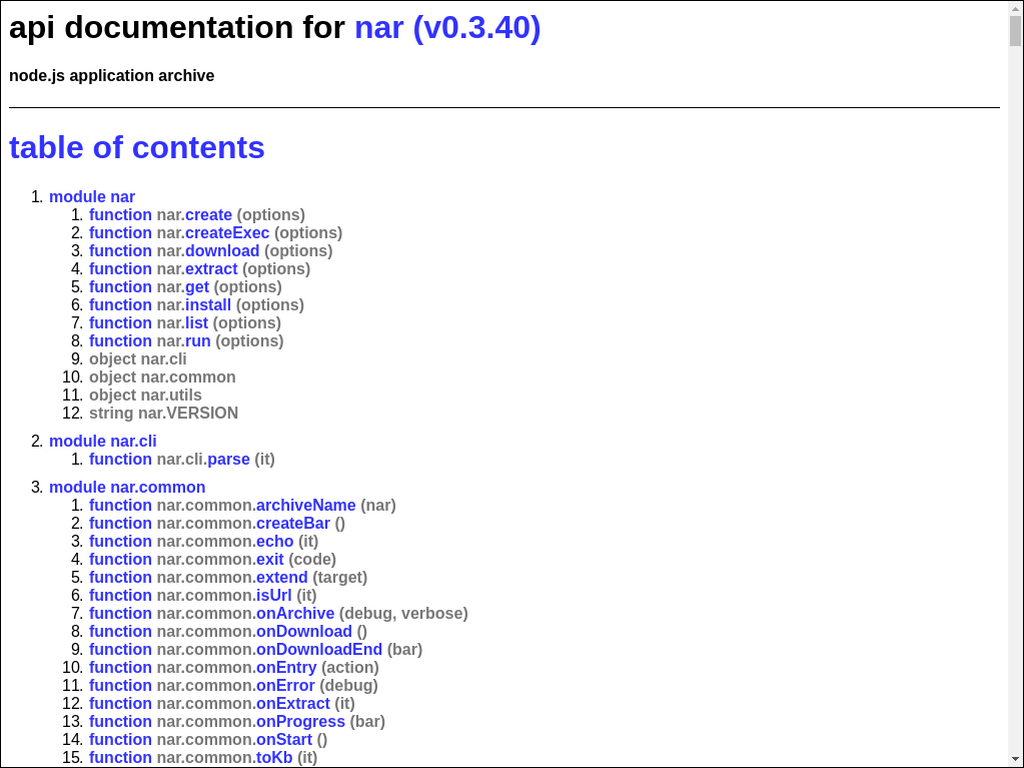 api documentation for nar (v0.3.40)
node.js application archive
table of contents
1. module nar
1. function nar.create (options)
2. function nar.createExec (options)
3. function nar.download (options)
4. function nar.extract (options)
5. function nar.get (options)
6. function nar.install (options)
7. function nar.list (options)
8. function nar.run (options)
9. object nar.cli
10. object nar.common
11. object nar.utils
12. string nar.VERSION
2. module nar.cli
1. function nar.cli.parse (it)
3. module nar.common
1. function nar.common.archiveName (nar)
2. function nar.common.createBar ()
3. function nar.common.echo (it)
4. function nar.common.exit (code)
5. function nar.common.extend (target)
6. function nar.common.isUrl (it)
7. function nar.common.onArchive (debug, verbose)
8. function nar.common.onDownload ()
9. function nar.common.onDownloadEnd (bar)
10. function nar.common.onEntry (action)
11. function nar.common.onError (debug)
12. function nar.common.onExtract (it)
13. function nar.common.onProgress (bar)
14. function nar.common.onStart ()
15. function nar.common.toKb (it)